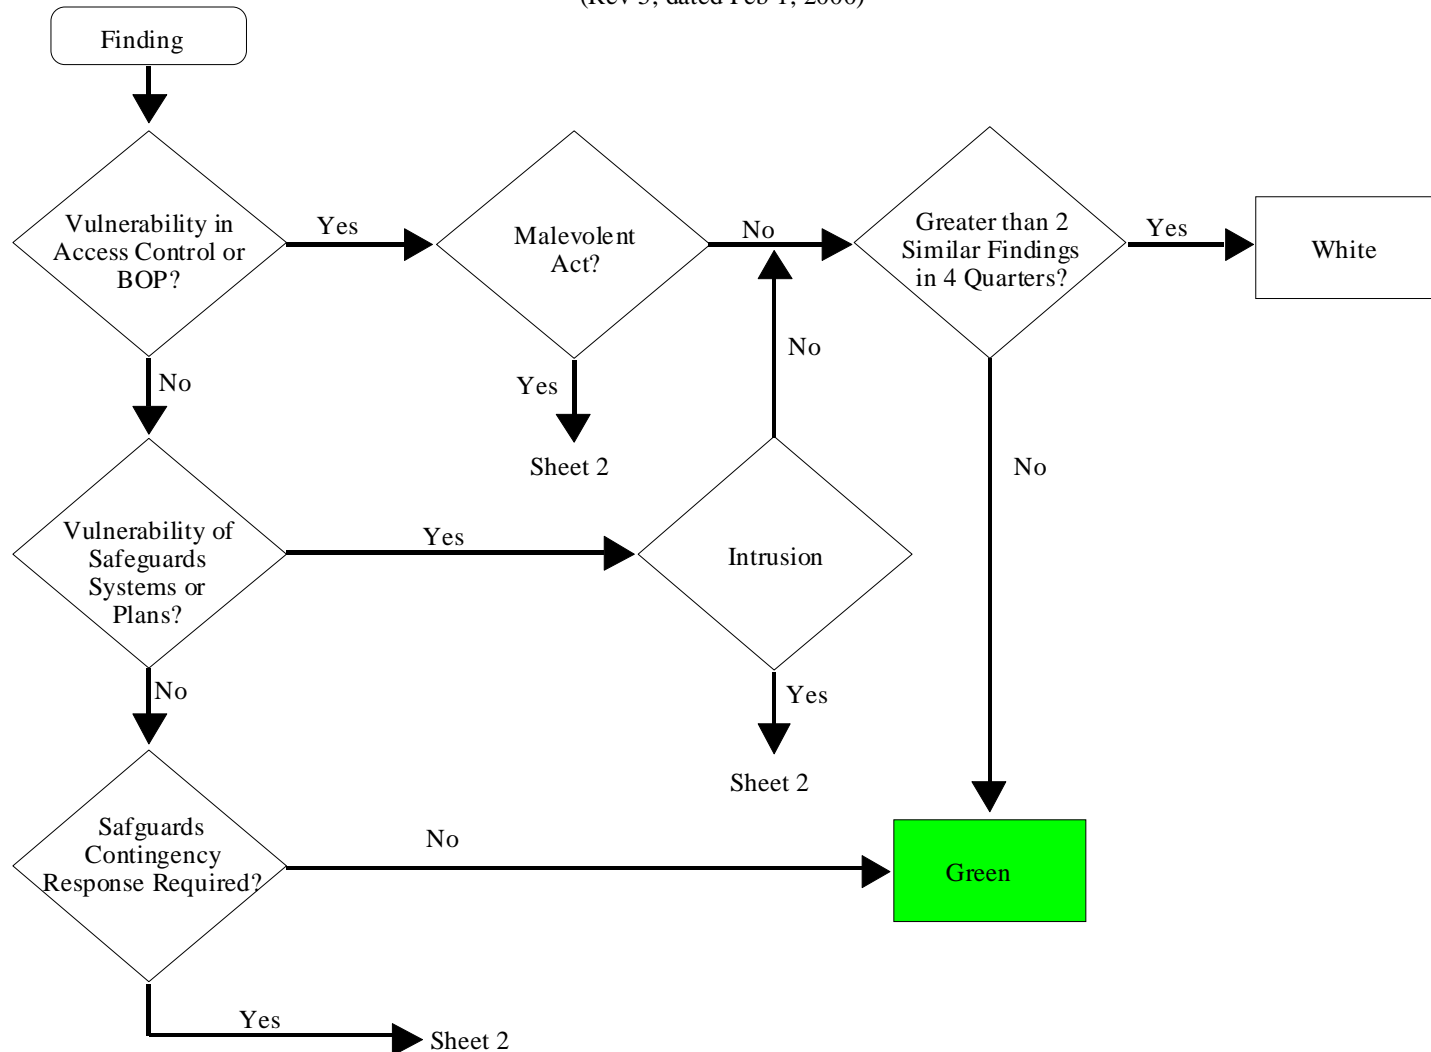 Finding
Vulnerability in
Access Control or
BOP?
Yes
Malevolent
Act?
No
Greater than 2
Similar Findings
in 4 Quarters?
Yes
White
No
Yes
No
Sheet 2
No
Vulnerability of
Safeguards
Systems or
Plans?
Yes
Intrusion
No
Yes
Sheet 2
Safguards
Contingency
Response Required?
No
Green
Yes
Sheet 2